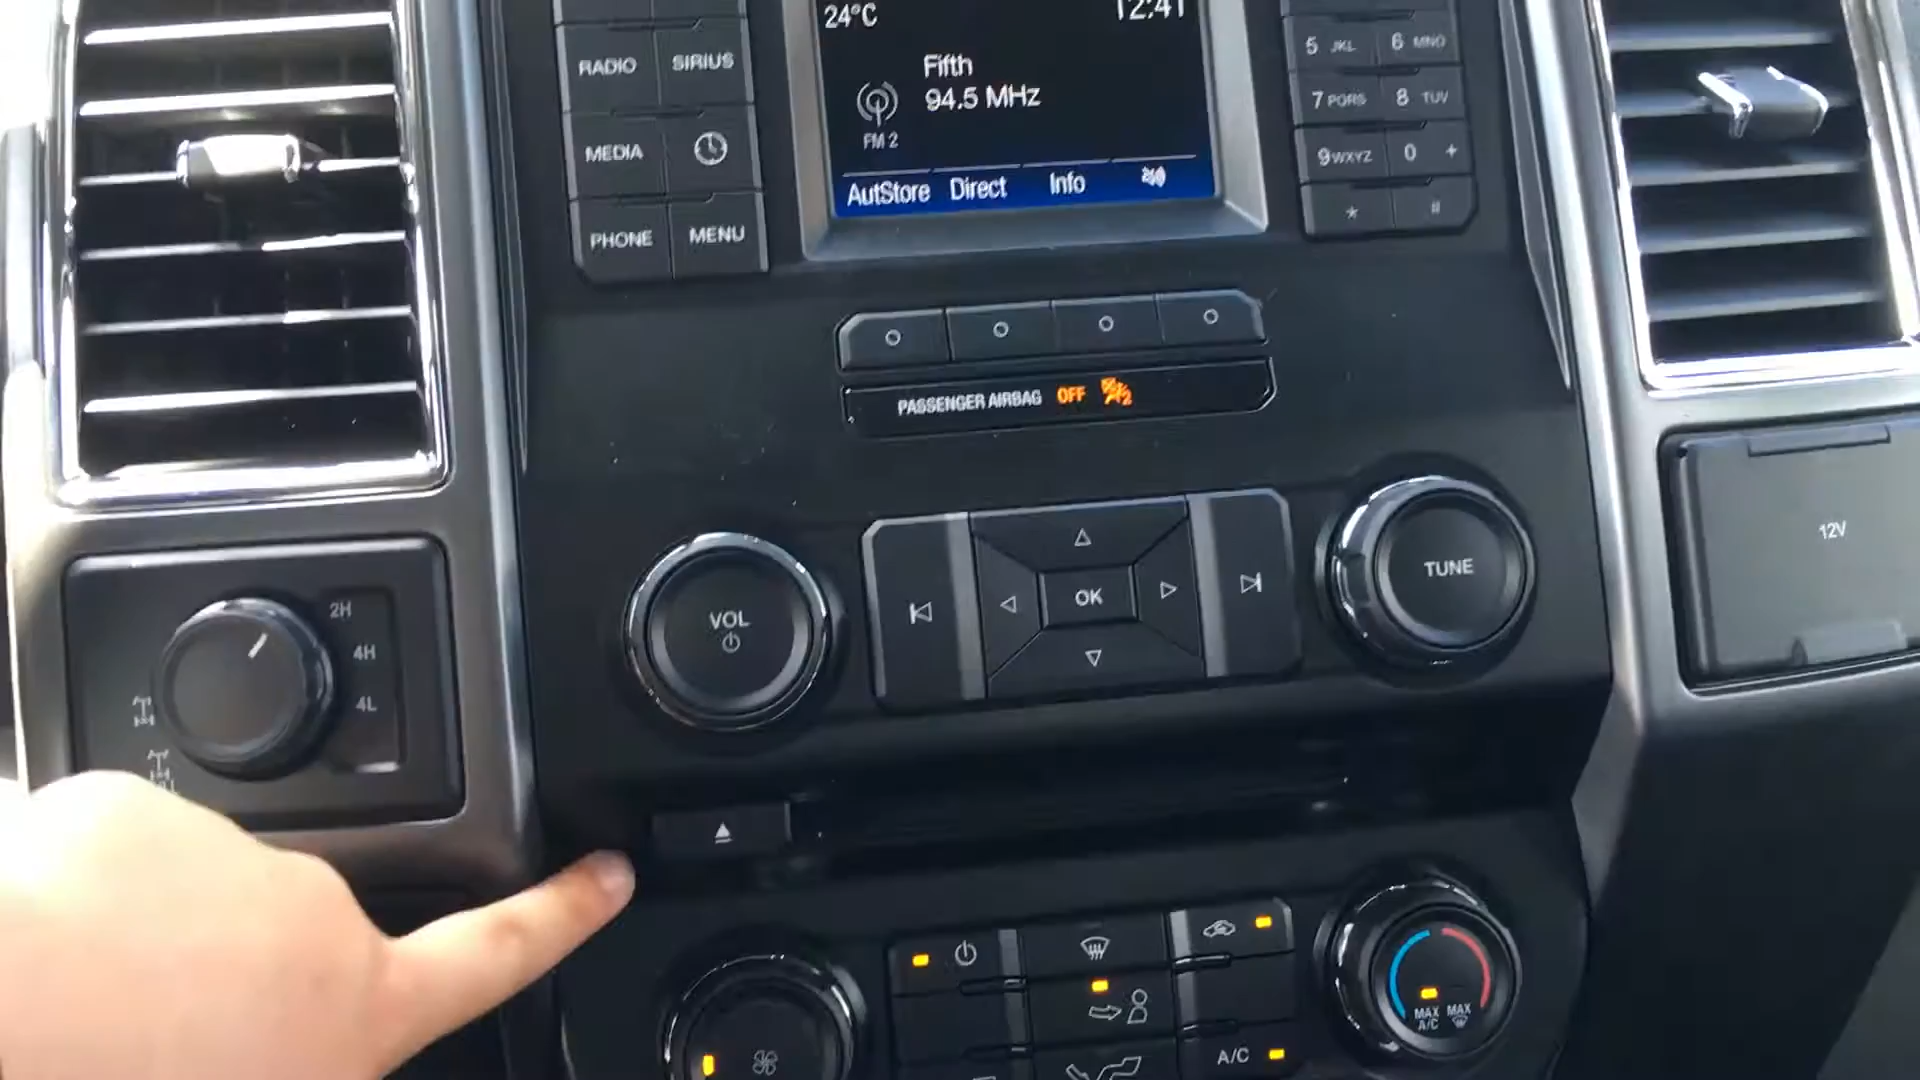 24°C
12:41
RADIO
SIRIUS
Fifth
94.5 MHz
FM 2
MEDIA
AutStore Direct Info
PHONE
MENU
5 JKL
6 MNO
7 PQRS
8 TUV
9 WXYZ
0 +
*
#
PASSENGER AIRBAG OFF
2
12V
VOL
OK
TUNE
2H
4H
4L
MAX A/C
MAX
A/C